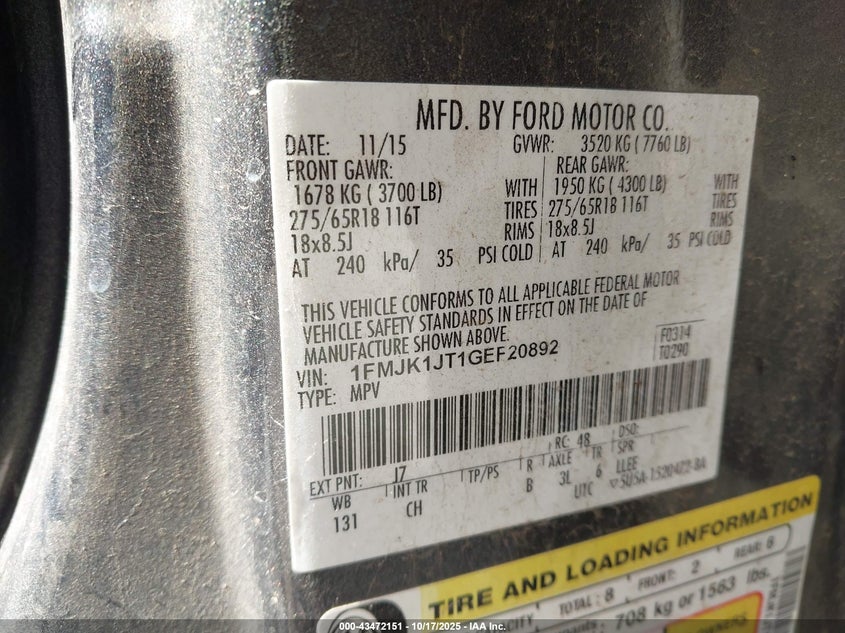 MFD. BY FORD MOTOR CO.
DATE: 11/15 GVWR: 3520 KG ( 7760 LB)
FRONT GAWR: REAR GAWR:
1678 KG ( 3700 LB) WITH 1950 KG ( 4300 LB) WITH
275/65R18 116T TIRES 275/65R18 116T TIRES
18x8.5J RIMS 18x8.5J RIMS
AT 240 kPa/ 35 PSI COLD AT 240 kPa/ 35 PSI COLD
THIS VEHICLE CONFORMS TO ALL APPLICABLE FEDERAL MOTOR
VEHICLE SAFETY STANDARDS IN EFFECT ON THE DATE OF
MANUFACTURE SHOWN ABOVE.
F0314
VIN: 1FMJK1JT1GEF20892 T0290
TYPE: MPV
RC: 48 DSO:
EXT PNT: J7
WB INT TR TP/PS R AXLE TR SPR
131 CH B 3L 6 LLEE
UTC
TIRE AND LOADING INFORMATION
TOTAL: 8 FRONT: 2 REAR: 6
708 kg or 1563 lbs.
000-43472151 - 10/17/2025 - IAA Inc.